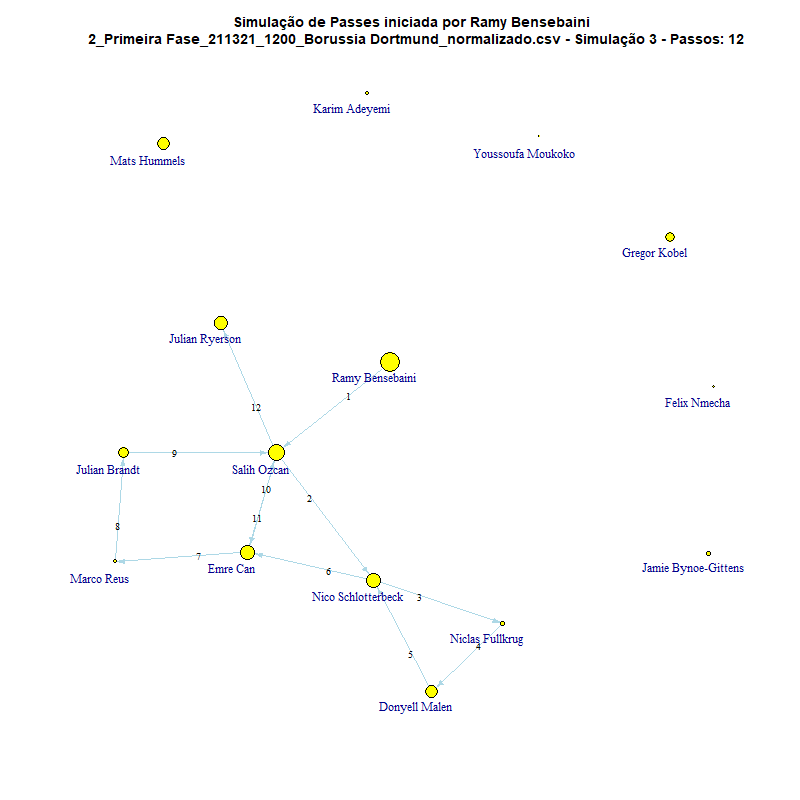 Simulação de Passes iniciada por Ramy Bensebaini
2_Primeira Fase_211321_1200_Borussia Dortmund_normalizado.csv - Simulação 3 - Passos: 12
Karim Adeyemi
Youssoufa Moukoko
Mats Hummels
Gregor Kobel
Julian Ryerson
Ramy Bensebaini
1
Felix Nmecha
12
9
Julian Brandt
Salih Ozcan
10
2
11
8
7
Emre Can
Jamie Bynoe-Gittens
6
Marco Reus
Nico Schlotterbeck
3
Niclas Fullkrug
4
5
Donyell Malen